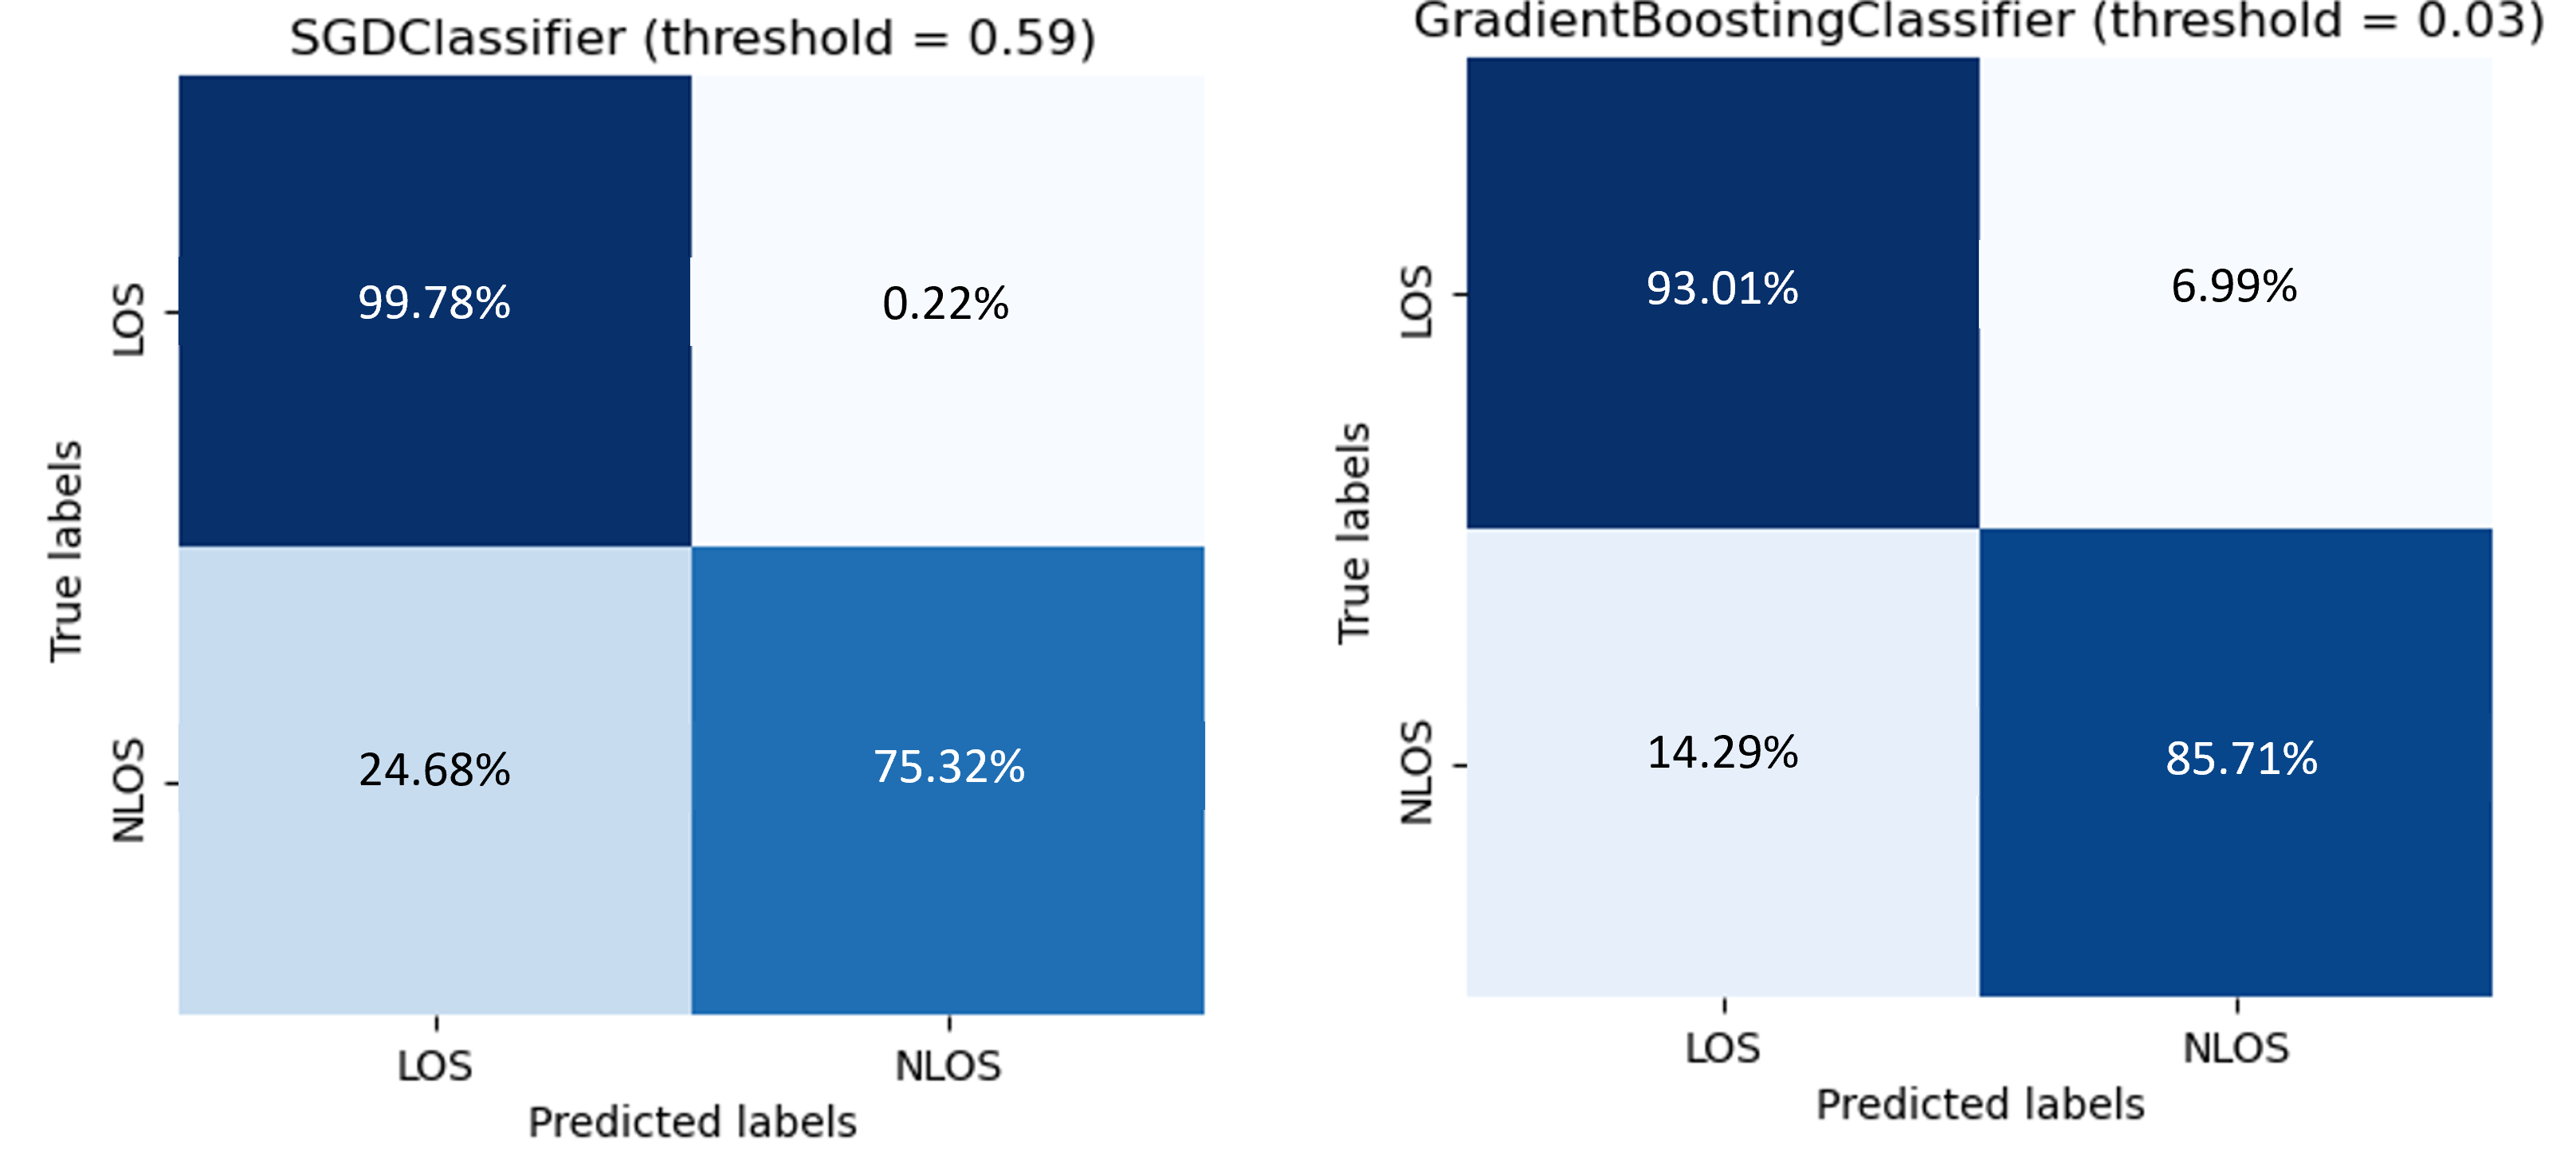 SGDClassifier (threshold = 0.59)
LOS
99.78%
0.22%
True labels
NLOS
24.68%
75.32%
LOS
NLOS
Predicted labels
GradientBoostingClassifier (threshold = 0.03)
LOS
93.01%
6.99%
True labels
NLOS
14.29%
85.71%
LOS
NLOS
Predicted labels